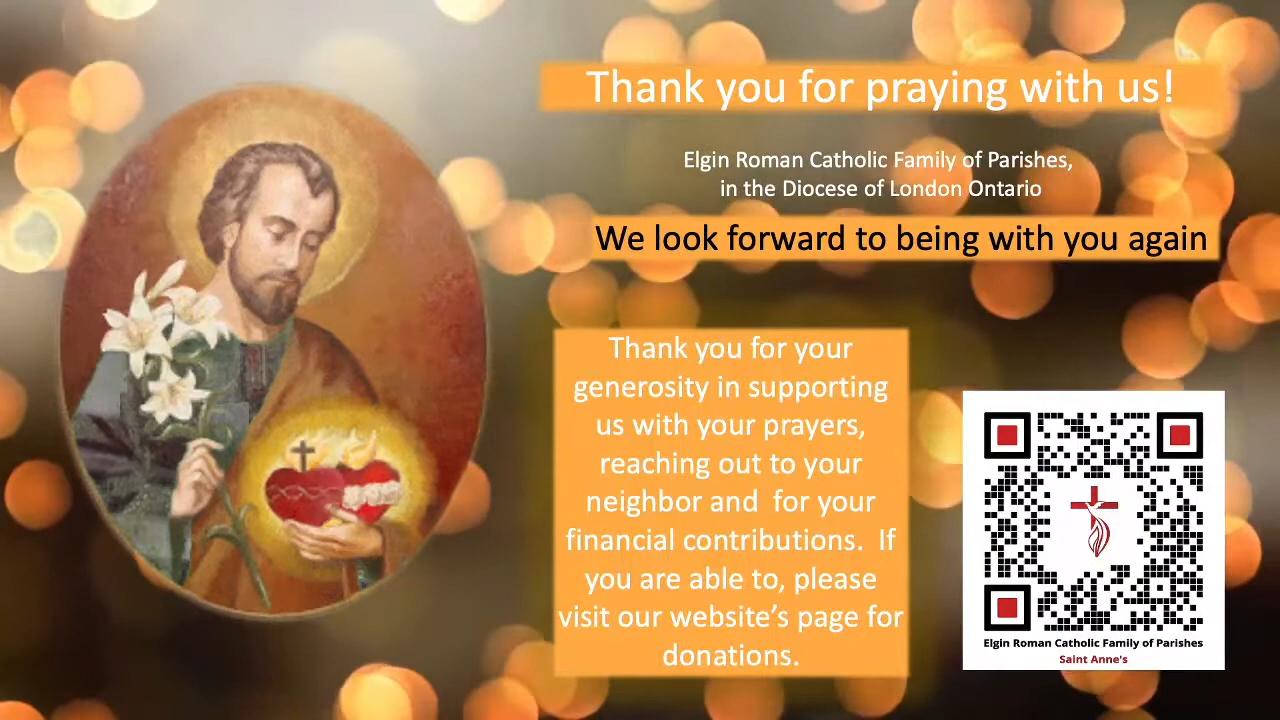 Thank you for praying with us!
Elgin Roman Catholic Family of Parishes,
in the Diocese of London Ontario
We look forward to being with you again
Thank you for your
generosity in supporting
us with your prayers,
reaching out to your
neighbor and  for your
financial contributions.  If
you are able to, please
visit our website’s page for
donations.
Elgin Roman Catholic Family of Parishes
Saint Anne's